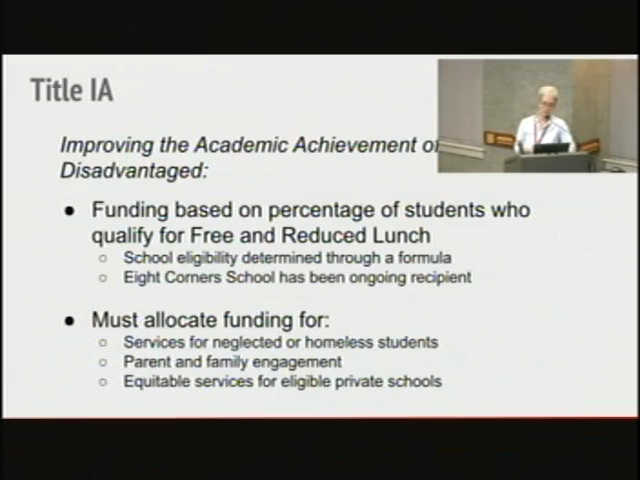 Title IA
Improving the Academic Achievement of
Disadvantaged:
● Funding based on percentage of students who
qualify for Free and Reduced Lunch
○ School eligibility determined through a formula
○ Eight Corners School has been ongoing recipient
● Must allocate funding for:
○ Services for neglected or homeless students
○ Parent and family engagement
○ Equitable services for eligible private schools